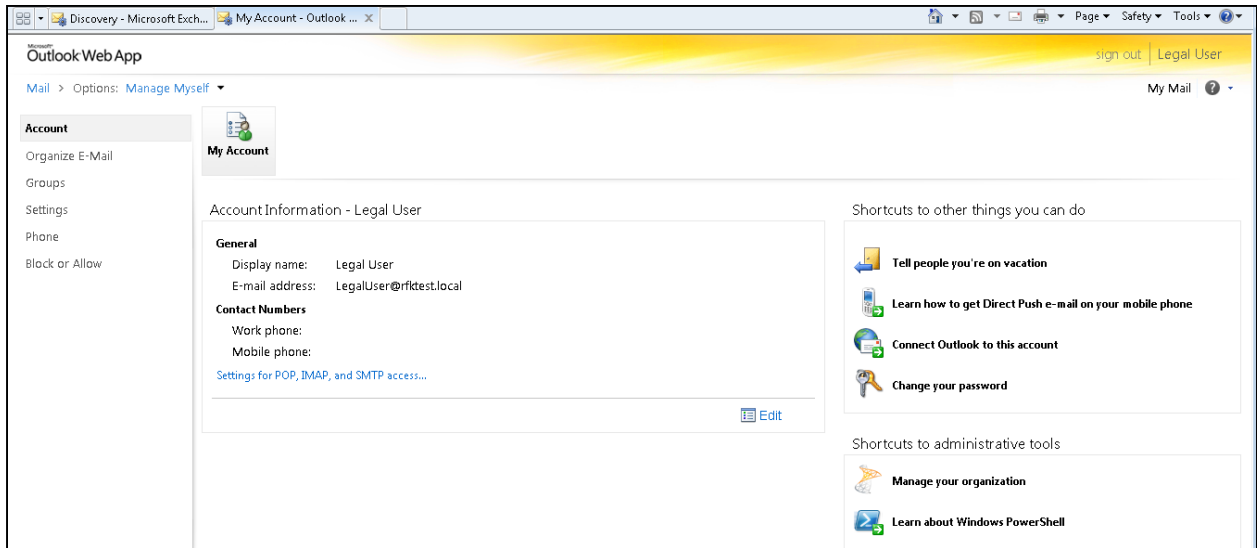 Discovery - Microsoft Exch...
My Account - Outlook ...
X
Page
Safety
Tools
Microsoft
Outlook Web App
sign out | Legal User
Mail > Options: Manage Myself
My Mail
Account
Organize E-Mail
Groups
Settings
Phone
Block or Allow
My Account
Account Information - Legal User
General
Display name: Legal User
E-mail address: LegalUser@rfktest.local
Contact Numbers
Work phone:
Mobile phone:
Settings for POP, IMAP, and SMTP access...
Edit
Shortcuts to other things you can do
Tell people you're on vacation
Learn how to get Direct Push e-mail on your mobile phone
Connect Outlook to this account
Change your password
Shortcuts to administrative tools
Manage your organization
Learn about Windows PowerShell